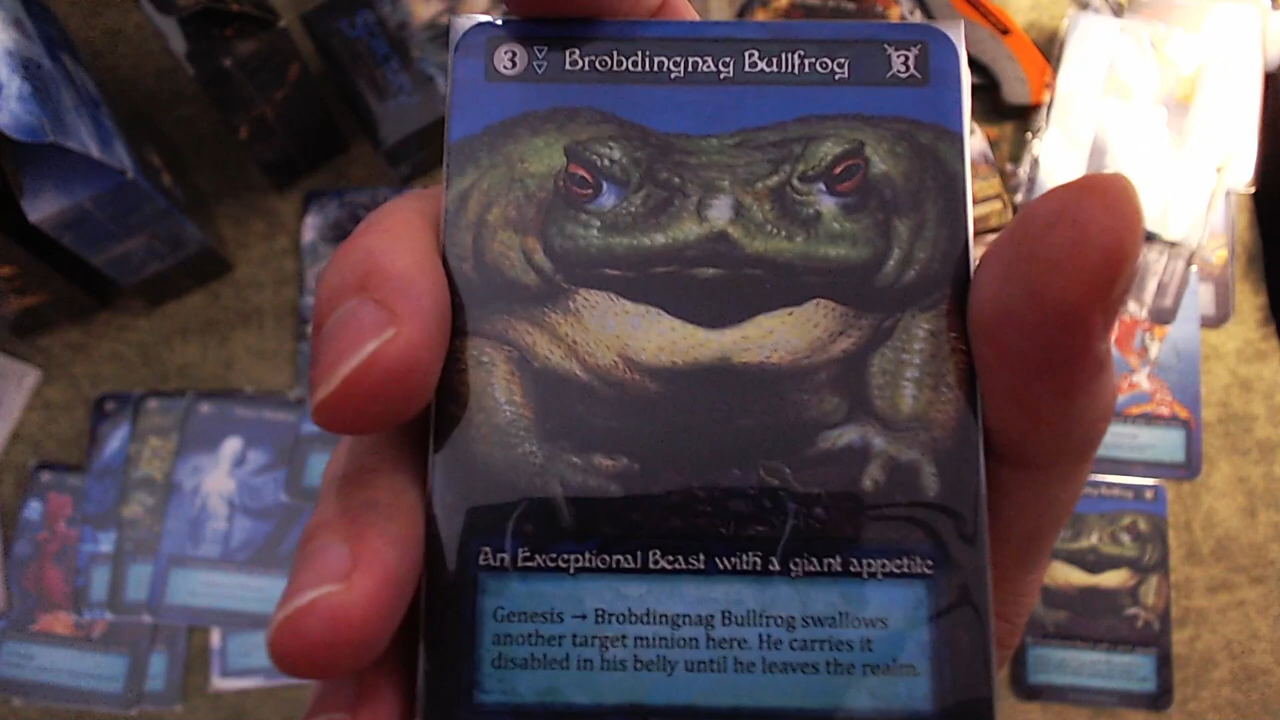 3 Brobdingnag Bullfrog 3
An Exceptional Beast with a giant appetite
Genesis → Brobdingnag Bullfrog swallows
another target minion here. He carries it
disabled in his belly until he leaves the realm.